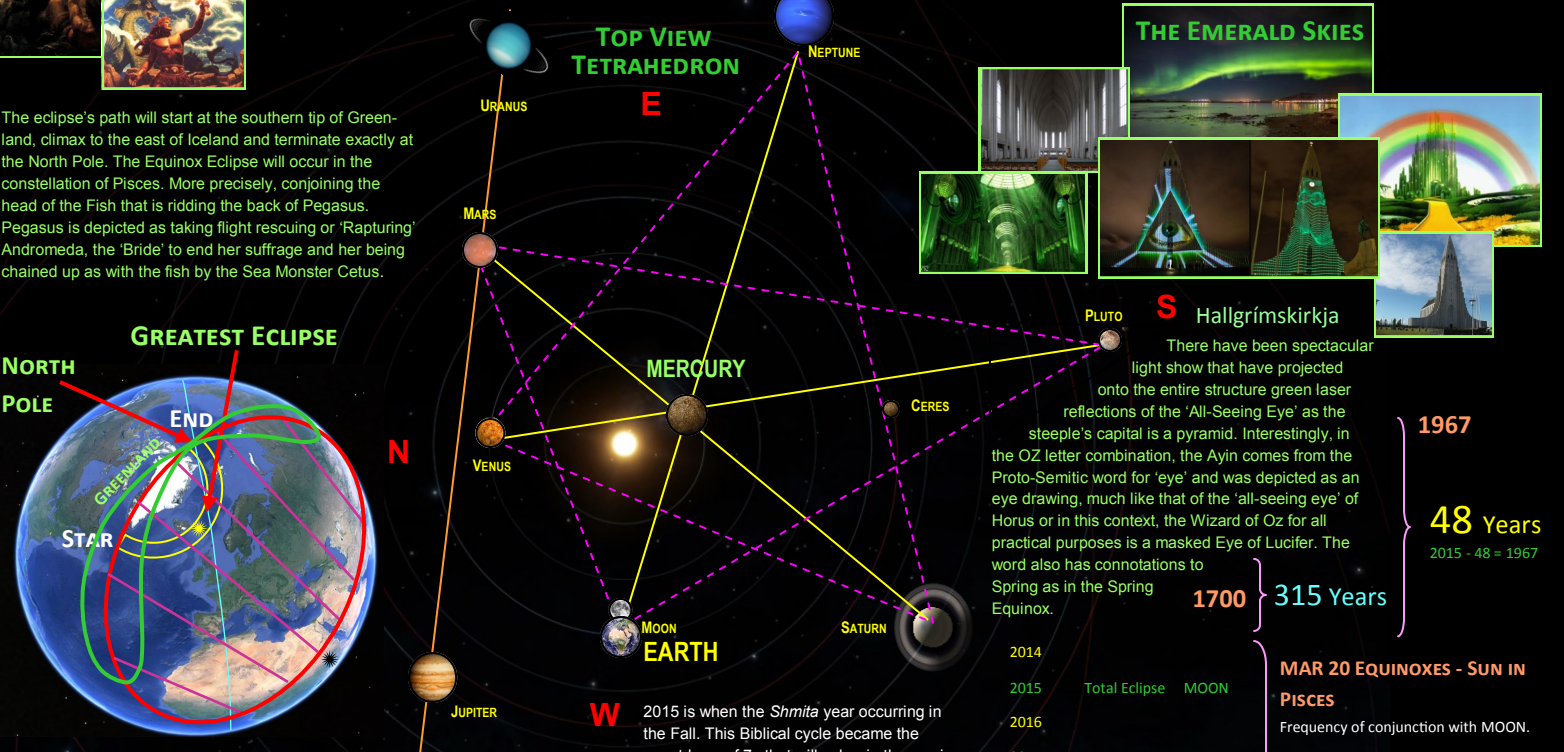 The eclipse's path will start at the southern tip of Green-
land, climax to the east of Iceland and terminate exactly at
the North Pole. The Equinox Eclipse will occur in the
constellation of Pisces. More precisely, conjoining the
head of the Fish that is ridding the back of Pegasus.
Pegasus is depicted as taking flight rescuing or 'Rapturing'
Andromeda, the 'Bride' to end her suffrage and her being
chained up as with the fish by the Sea Monster Cetus.
GREATEST ECLIPSE
NORTH
POLE
END
GREENLAND
STAR
TOP VIEW
TETRAHEDRON
E
URANUS
NEPTUNE
MARS
MERCURY
PLUTO
CERES
N
VENUS
MOON
EARTH
SATURN
JUPITER
W
2015 is when the Shmita year occurring in
the Fall. This Biblical cycle became the
THE EMERALD SKIES
S
Hallgrímskirkja
There have been spectacular
light show that have projected
onto the entire structure green laser
reflections of the 'All-Seeing Eye' as the
steeple's capital is a pyramid. Interestingly, in
the OZ letter combination, the Ayin comes from the
Proto-Semitic word for 'eye' and was depicted as an
eye drawing, much like that of the 'all-seeing eye' of
Horus or in this context, the Wizard of Oz for all
practical purposes is a masked Eye of Lucifer. The
word also has connotations to
Spring as in the Spring
Equinox.
1967
48 Years
2015 - 48 = 1967
1700
315 Years
2014
2015 Total Eclipse MOON
2016
MAR 20 EQUINOXES - SUN IN
PISCES
Frequency of conjunction with MOON.